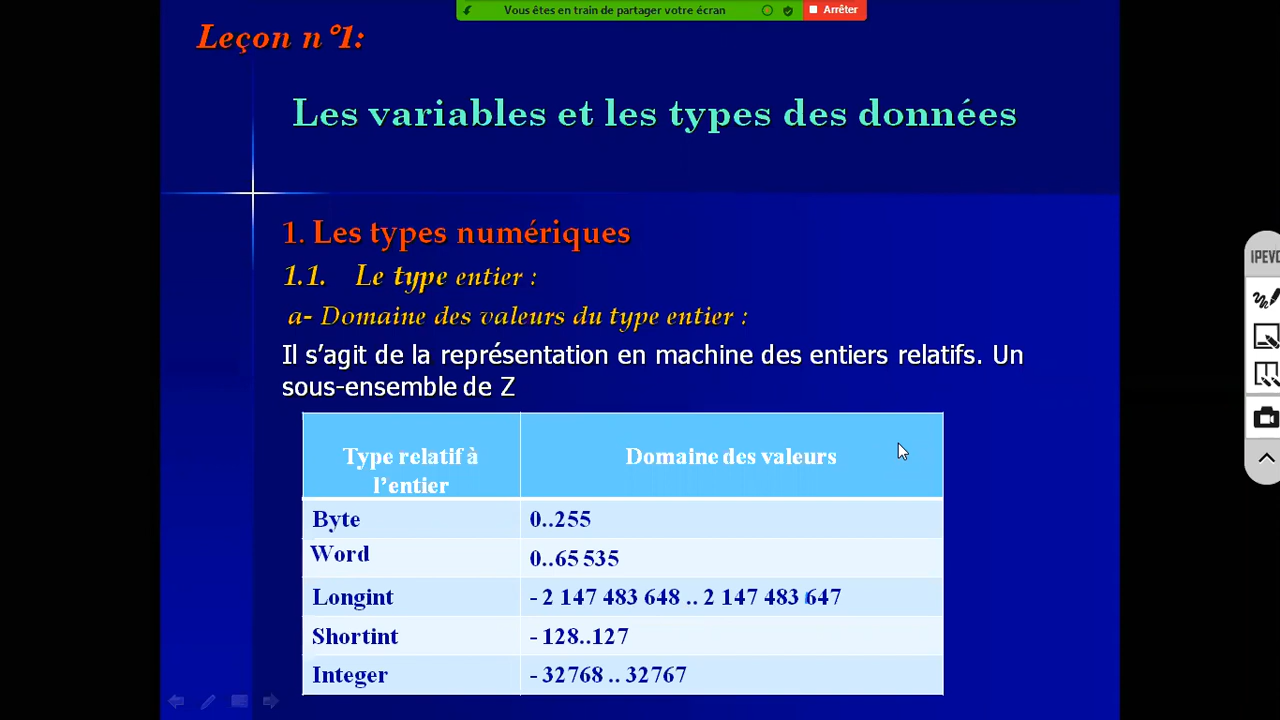 Vous êtes en train de partager votre écran
Arrêter
Leçon n°1:
Les variables et les types des données
1. Les types numériques
1.1. Le type entier :
a- Domaine des valeurs du type entier :
Il s’agit de la représentation en machine des entiers relatifs. Un
sous-ensemble de Z
Type relatif à
l’entier
Domaine des valeurs
Byte 0..255
Word 0..65 535
Longint - 2 147 483 648 .. 2 147 483 647
Shortint - 128..127
Integer - 32768 .. 32767
IPEVO